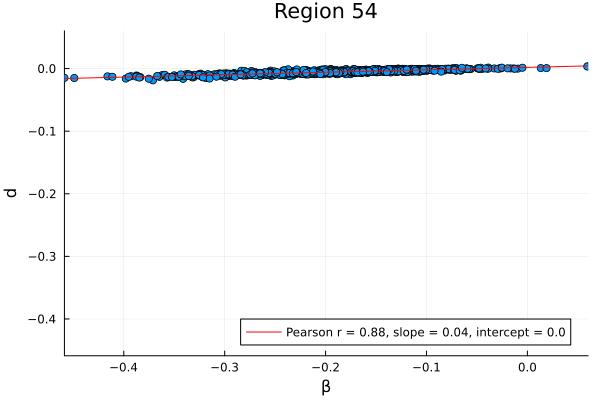 Region 54
0.0
−0.1
−0.2
−0.3
−0.4
d
Pearson r = 0.88, slope = 0.04, intercept = 0.0
−0.4 −0.3 −0.2 −0.1 0.0
β